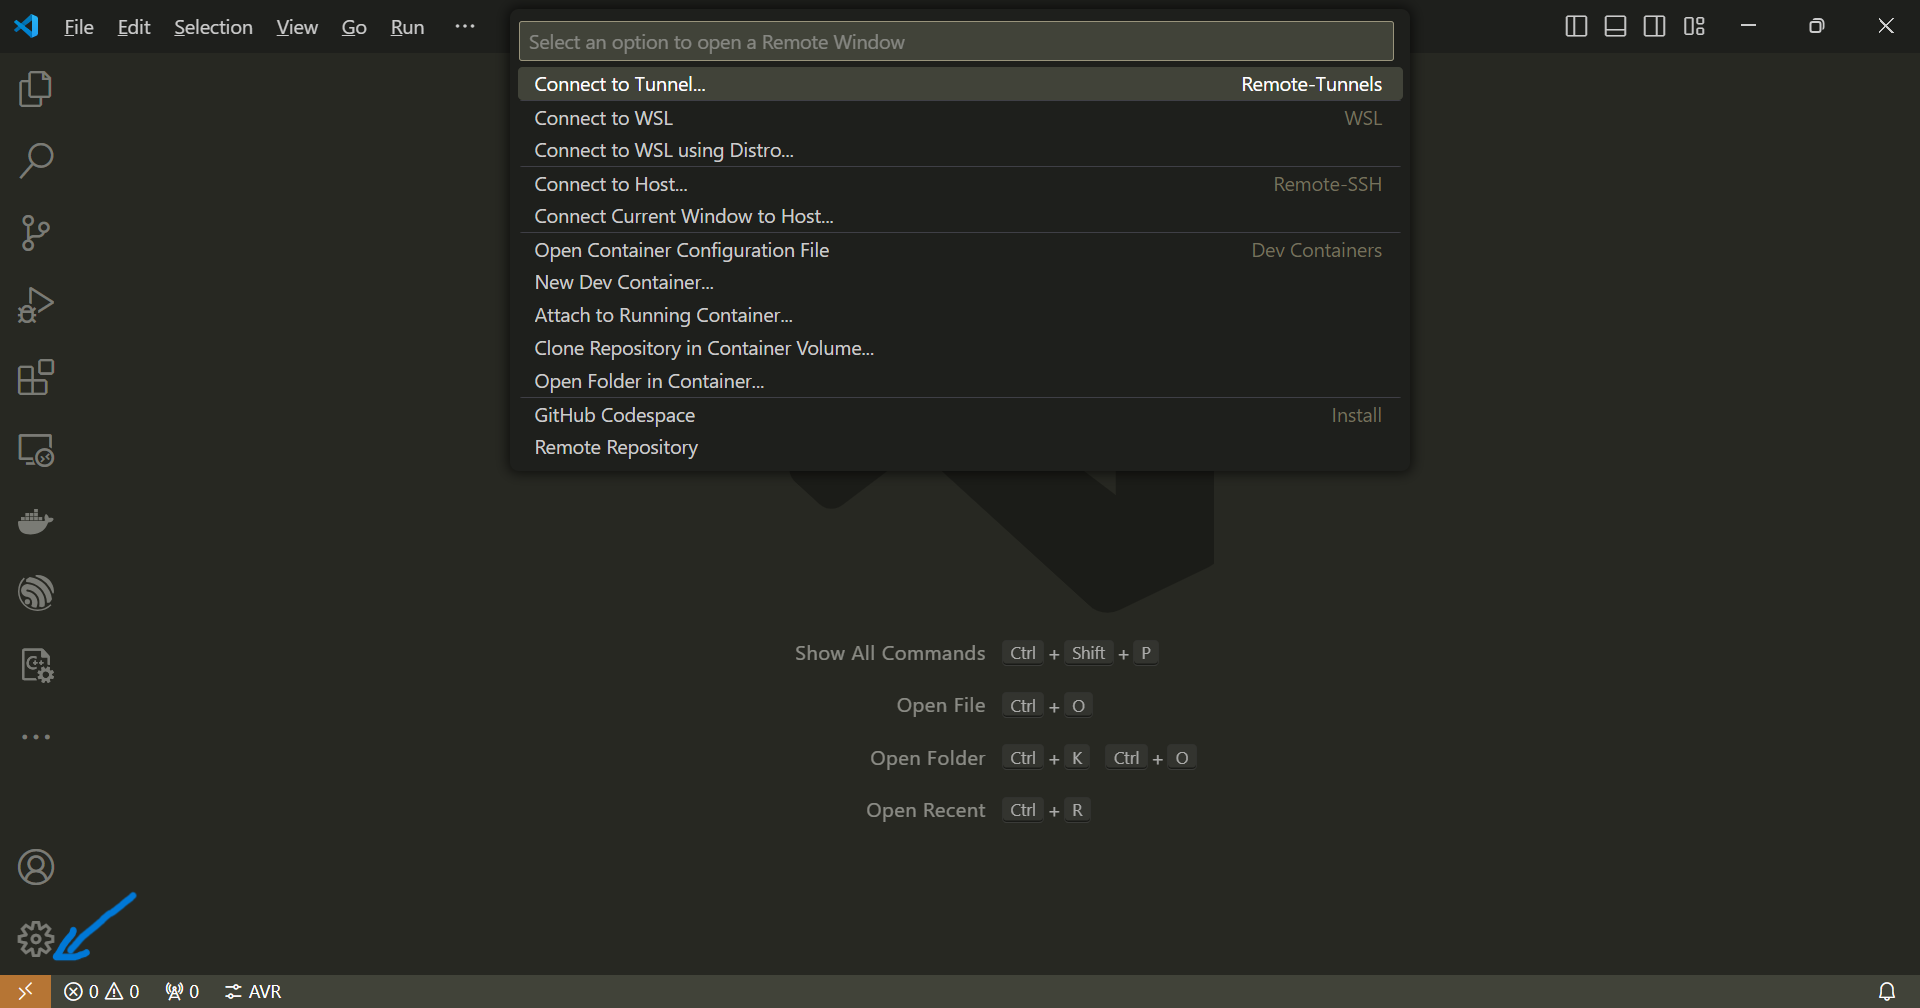 File Edit Selection View Go Run ...
Select an option to open a Remote Window
Connect to Tunnel... Remote-Tunnels
Connect to WSL WSL
Connect to WSL using Distro...
Connect to Host... Remote-SSH
Connect Current Window to Host...
Open Container Configuration File Dev Containers
New Dev Container...
Attach to Running Container...
Clone Repository in Container Volume...
Open Folder in Container...
GitHub Codespace Install
Remote Repository
Show All Commands Ctrl + Shift + P
Open File Ctrl + O
Open Folder Ctrl + K Ctrl + O
Open Recent Ctrl + R
0 0 0 AVR